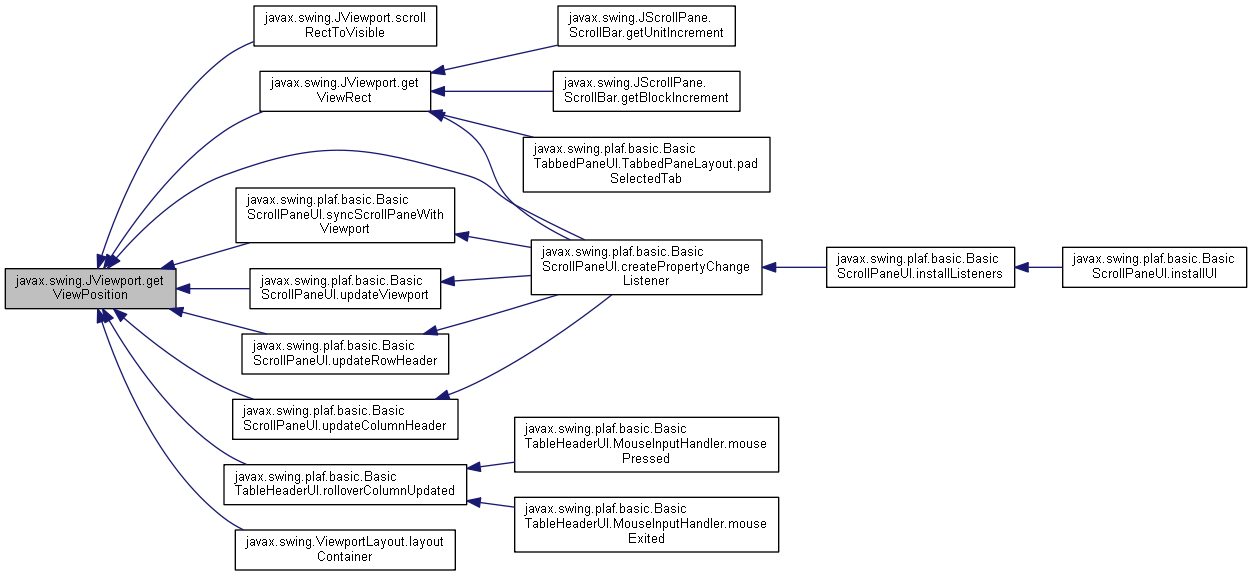 javax.swing.JViewport.get
ViewPosition
javax.swing.JViewport.scroll
RectToVisible
javax.swing.JViewport.get
ViewRect
javax.swing.plaf.basic.Basic
ScrollPaneUI.syncScrollPaneWith
Viewport
javax.swing.plaf.basic.Basic
ScrollPaneUI.updateViewport
javax.swing.plaf.basic.Basic
ScrollPaneUI.updateRowHeader
javax.swing.plaf.basic.Basic
ScrollPaneUI.updateColumnHeader
javax.swing.plaf.basic.Basic
TableHeaderUI.rolloverColumnUpdated
javax.swing.ViewportLayout.layout
Container
javax.swing.JScrollPane.
ScrollBar.getUnitIncrement
javax.swing.JScrollPane.
ScrollBar.getBlockIncrement
javax.swing.plaf.basic.Basic
TabbedPaneUI.TabbedPaneLayout.pad
SelectedTab
javax.swing.plaf.basic.Basic
ScrollPaneUI.createPropertyChange
Listener
javax.swing.plaf.basic.Basic
TableHeaderUI.MouseInputHandler.mouse
Pressed
javax.swing.plaf.basic.Basic
TableHeaderUI.MouseInputHandler.mouse
Exited
javax.swing.plaf.basic.Basic
ScrollPaneUI.installListeners
javax.swing.plaf.basic.Basic
ScrollPaneUI.installUI